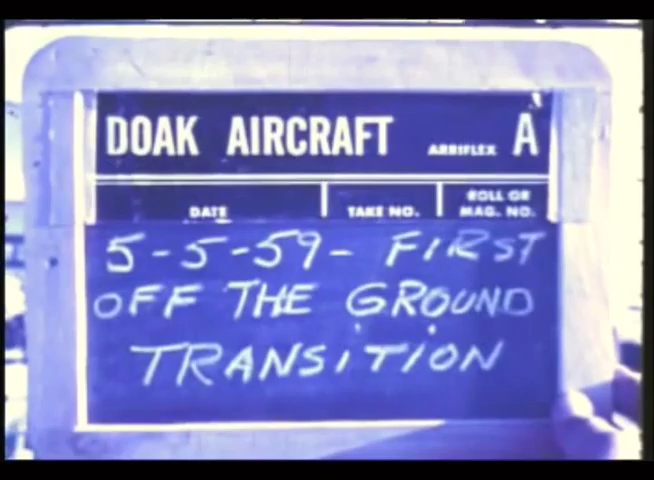 DOAK AIRCRAFT ARRIFLEX A
DATE TAKE NO. ROLL OR MAG. NO.
5-5-59- FIRST
OFF THE GROUND
TRANSITION